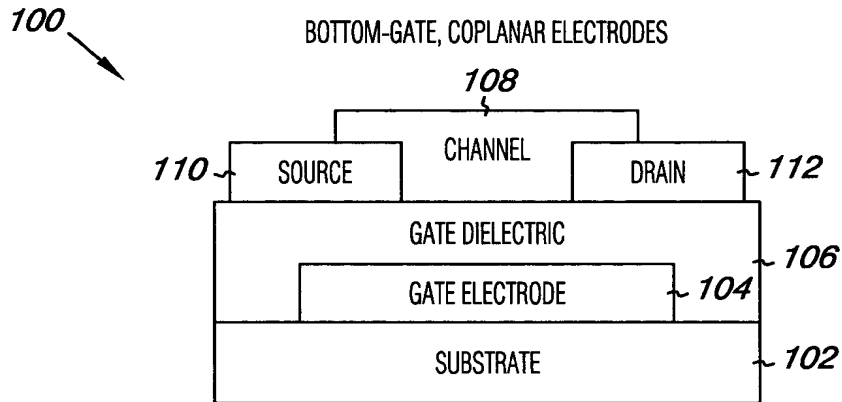 100
BOTTOM-GATE, COPLANAR ELECTRODES
108
CHANNEL
110
SOURCE
DRAIN
112
GATE DIELECTRIC
106
GATE ELECTRODE
104
SUBSTRATE
102